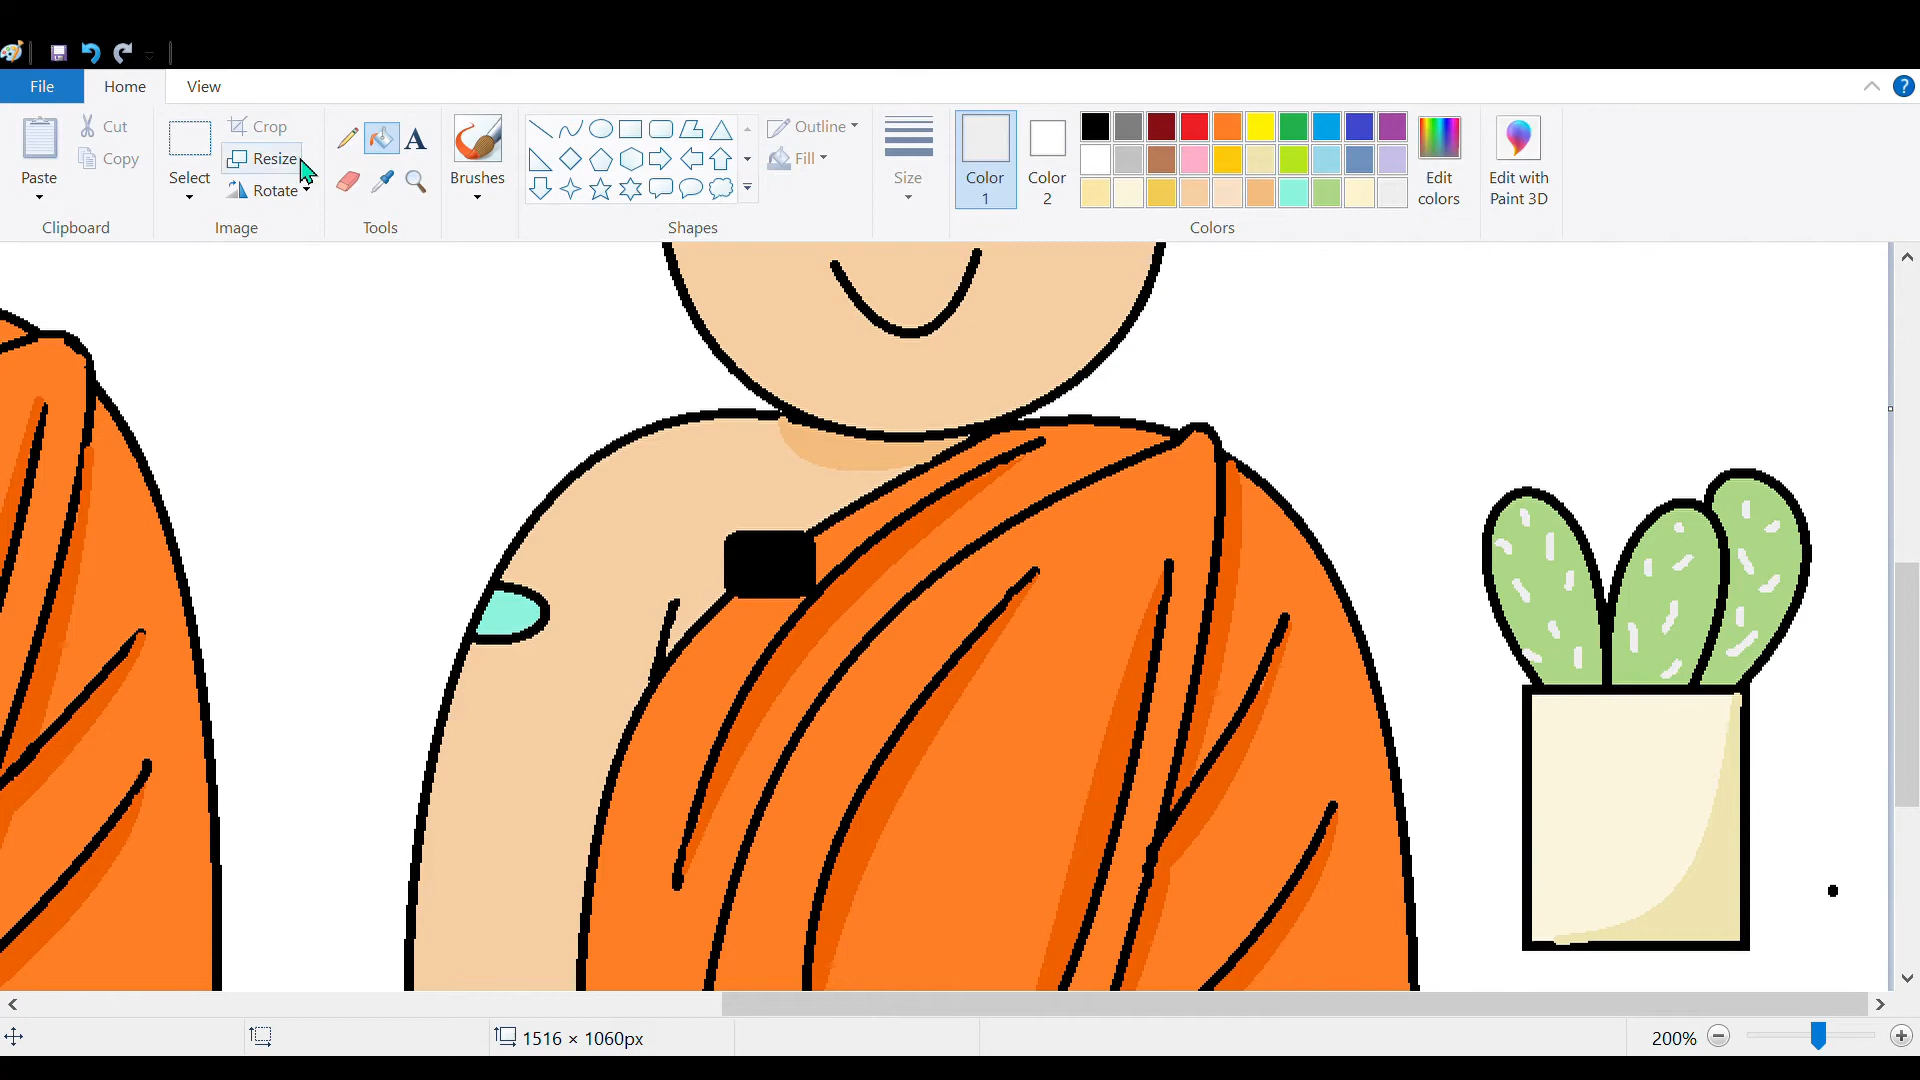 File Home View
Cut Crop Outline
Copy Resize Fill
Paste Select Rotate Brushes Size Color 1 Color 2 Edit colors Edit with Paint 3D
Clipboard Image Tools Shapes Colors
1516 × 1060px 200%